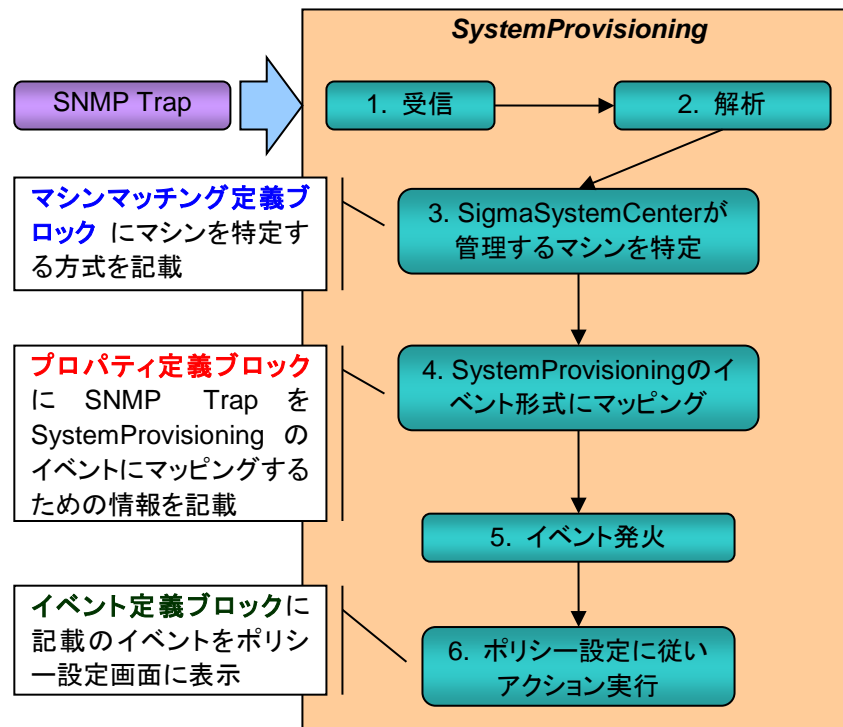 SystemProvisioning
SNMP Trap
1. 受信
2. 解析
マシンマッチング定義ブ
ロック にマシンを特定す
る方式を記載
3. SigmaSystemCenterが
管理するマシンを特定
プロパティ定義ブロック
に SNMP Trap を
SystemProvisioning の
イベントにマッピングする
ための情報を記載
4. SystemProvisioningのイ
ベント形式にマッピング
5. イベント発火
イベント定義ブロックに
記載のイベントをポリシ
ー設定画面に表示
6. ポリシー設定に従い
アクション実行